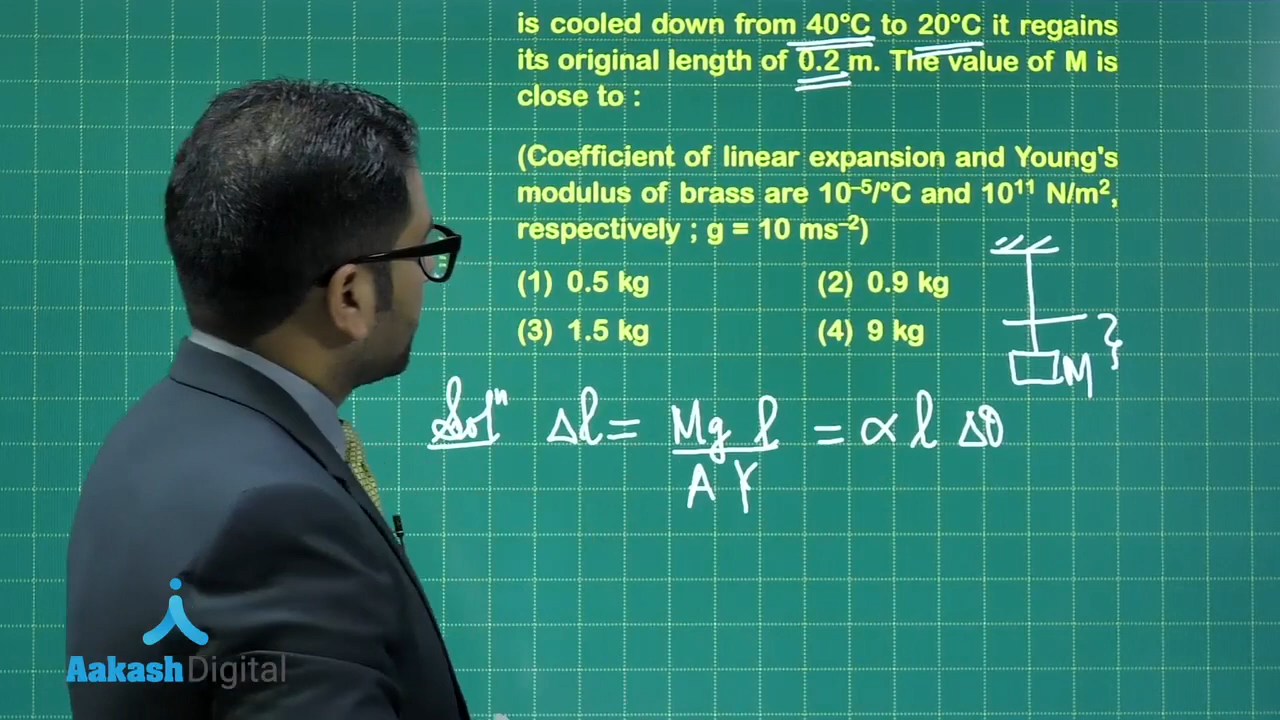 is cooled down from 40°C to 20°C it regains
its original length of 0.2 m. The value of M is
close to :
(Coefficient of linear expansion and Young's
modulus of brass are 10⁻⁵/°C and 10¹¹ N/m²,
respectively ; g = 10 ms⁻²)
(1) 0.5 kg (2) 0.9 kg
(3) 1.5 kg (4) 9 kg
M
Solⁿ Δl = Mg l / A Y = α l Δθ
Aakash Digital